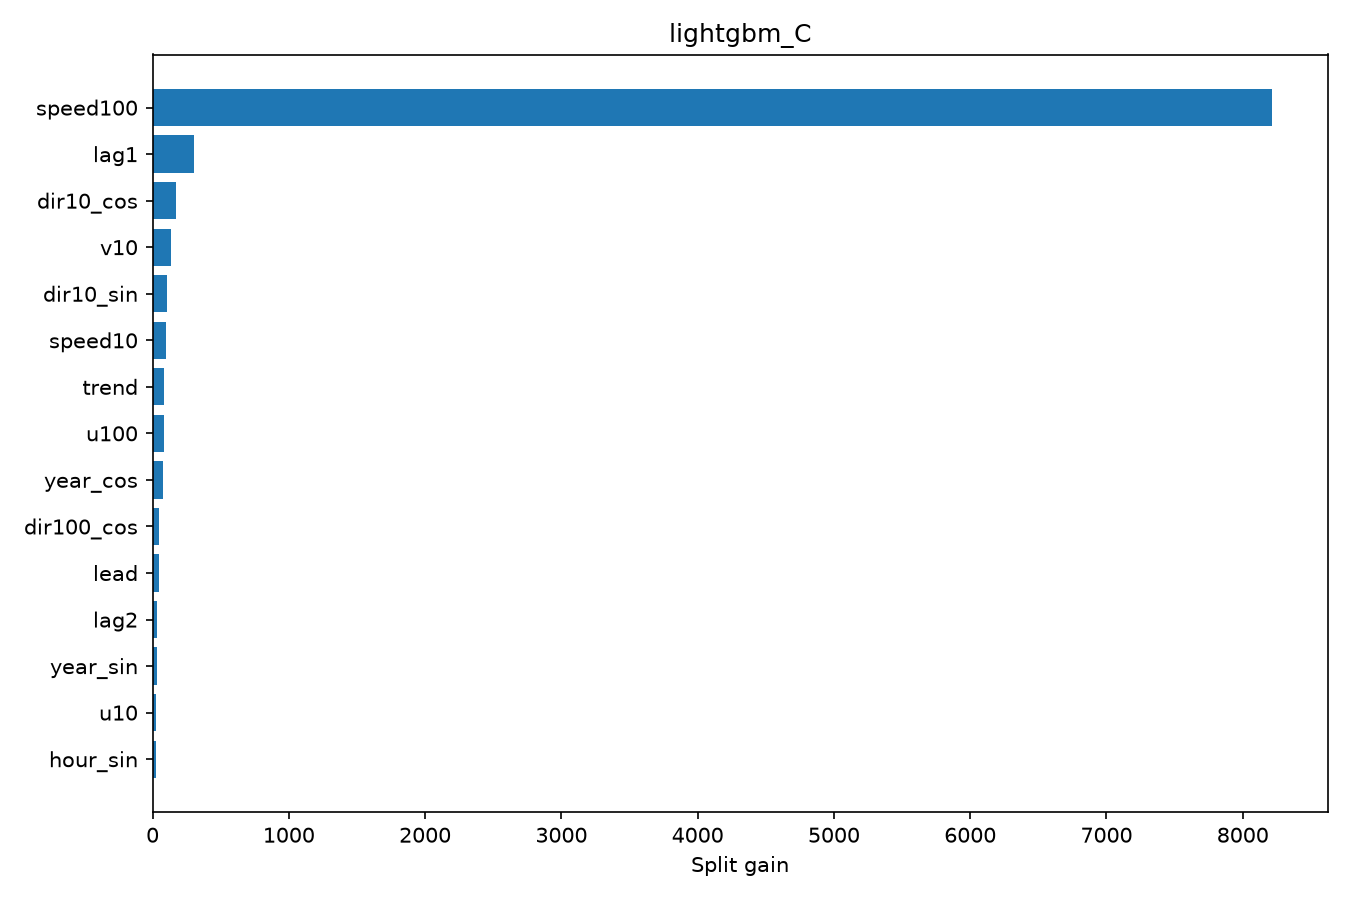 lightgbm_C
speed100
lag1
dir10_cos
v10
dir10_sin
speed10
trend
u100
year_cos
dir100_cos
lead
lag2
year_sin
u10
hour_sin
0 1000 2000 3000 4000 5000 6000 7000 8000
Split gain